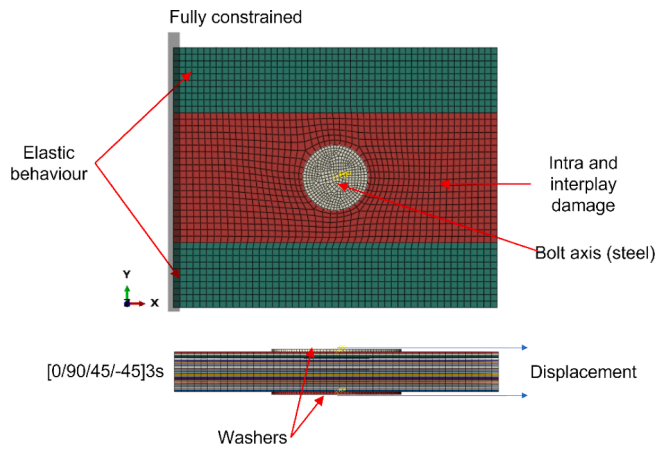 Fully constrained
Elastic
behaviour
Intra and
interplay
damage
Bolt axis (steel)
Y
X
[0/90/45/-45]3s
Displacement
Washers